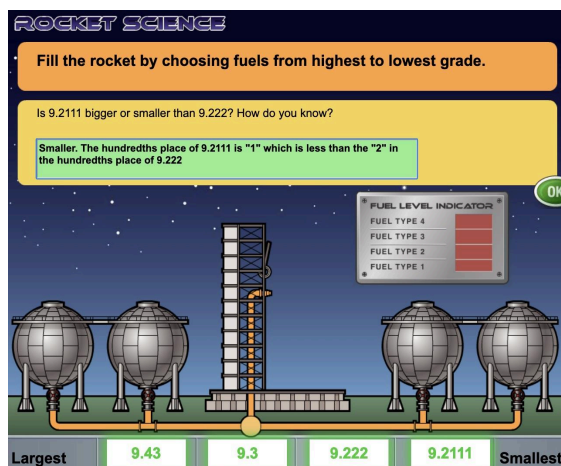 ROCKET SCIENCE
Fill the rocket by choosing fuels from highest to lowest grade.
Is 9.2111 bigger or smaller than 9.222? How do you know?
Smaller. The hundredths place of 9.2111 is "1" which is less than the "2" in
the hundredths place of 9.222
OK
FUEL LEVEL INDICATOR
FUEL TYPE 4
FUEL TYPE 3
FUEL TYPE 2
FUEL TYPE 1
Largest 9.43 9.3 9.222 9.2111 Smallest